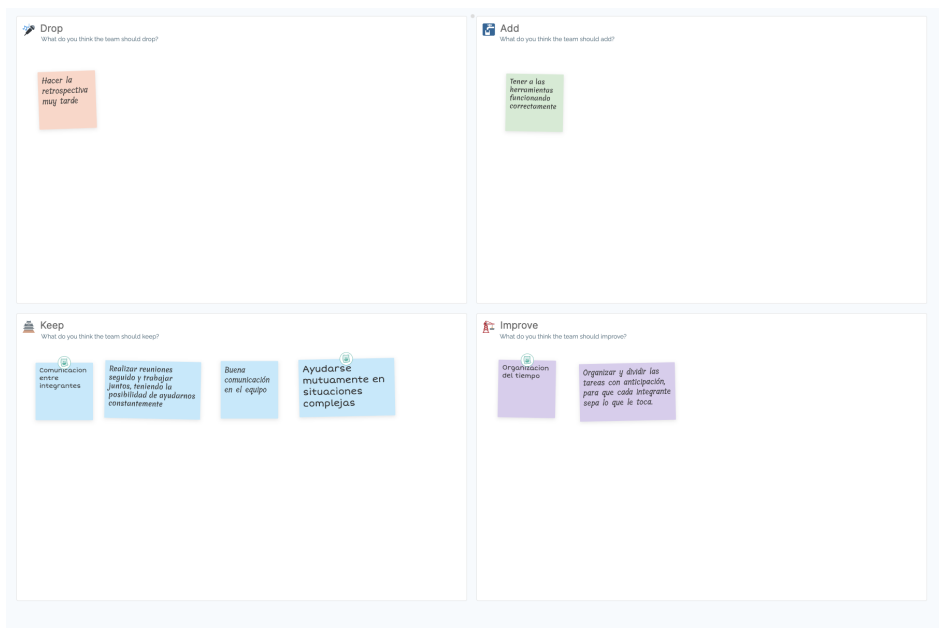 Drop
What do you think the team should drop?
Hacer la
retrospectiva
muy tarde
Add
What do you think the team should add?
Tener a las
herramientas
funcionando
correctamente
Keep
What do you think the team should keep?
Comunicacion
entre
integrantes
Realizar reuniones
seguido y trabajar
juntos, teniendo la
posibilidad de ayudarnos
constantemente
Buena
comunicación
en el equipo
Ayudarse
mutuamente en
situaciones
complejas
Improve
What do you think the team should improve?
Organizacion
del tiempo
Organizar y dividir las
tareas con anticipación,
para que cada integrante
sepa lo que le toca.